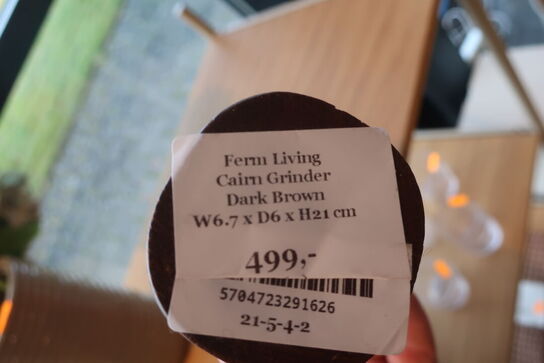 Ferm Living
Cairn Grinder
Dark Brown
W6.7 x D6 x H21 cm
499,-
5704723291626
21-5-4-2